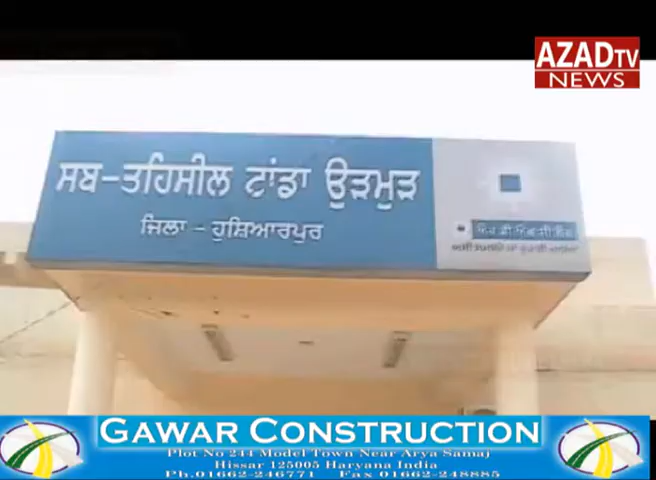 AZAD TV
NEWS
ਸਬ-ਤਹਿਸੀਲ ਟਾਂਡਾ ਉੜਮੁੜ
ਜਿਲਾ - ਹੁਸ਼ਿਆਰਪੁਰ
GAWAR CONSTRUCTION
Plot No 244 Model Town Near Arya Samaj
Hissar 125005 Haryana India
Ph.01662-246771 Fax 01662-248885